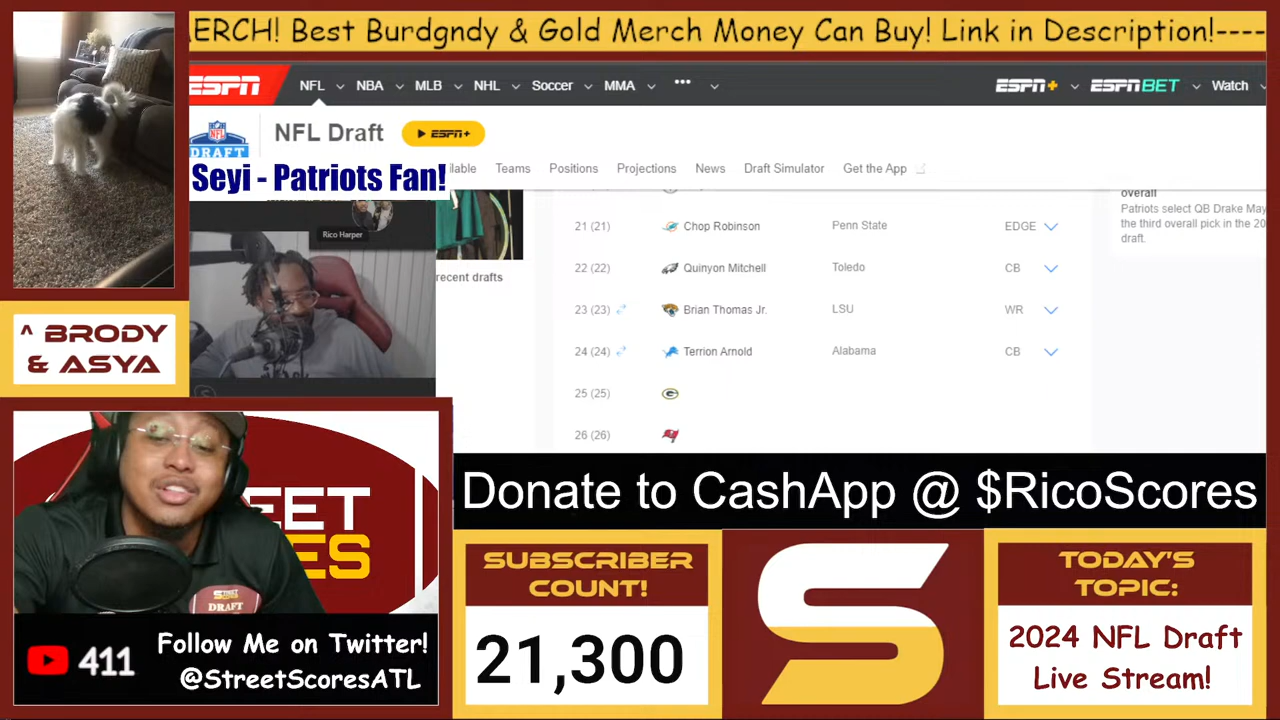 MERCH! Best Burdgndy & Gold Merch Money Can Buy! Link in Description!----
ESPN NFL NBA MLB NHL Soccer MMA ••• ESPN+ ESPN BET Watch
NFL
DRAFT
NFL Draft
ESPN+
ilable Teams Positions Projections News Draft Simulator Get the App
Seyi - Patriots Fan!
Rico Harper
recent drafts
21 (21) Chop Robinson Penn State EDGE
22 (22) Quinyon Mitchell Toledo CB
23 (23) Brian Thomas Jr. LSU WR
24 (24) Terrion Arnold Alabama CB
25 (25)
26 (26)
overall
Patriots select QB Drake May
the third overall pick in the 20
draft.
^ BRODY
& ASYA
EET
ES
STREET
SCORES
DRAFT
411
Follow Me on Twitter!
@StreetScoresATL
Donate to CashApp @ $RicoScores
SUBSCRIBER
COUNT!
21,300
S
TODAY'S
TOPIC:
2024 NFL Draft
Live Stream!